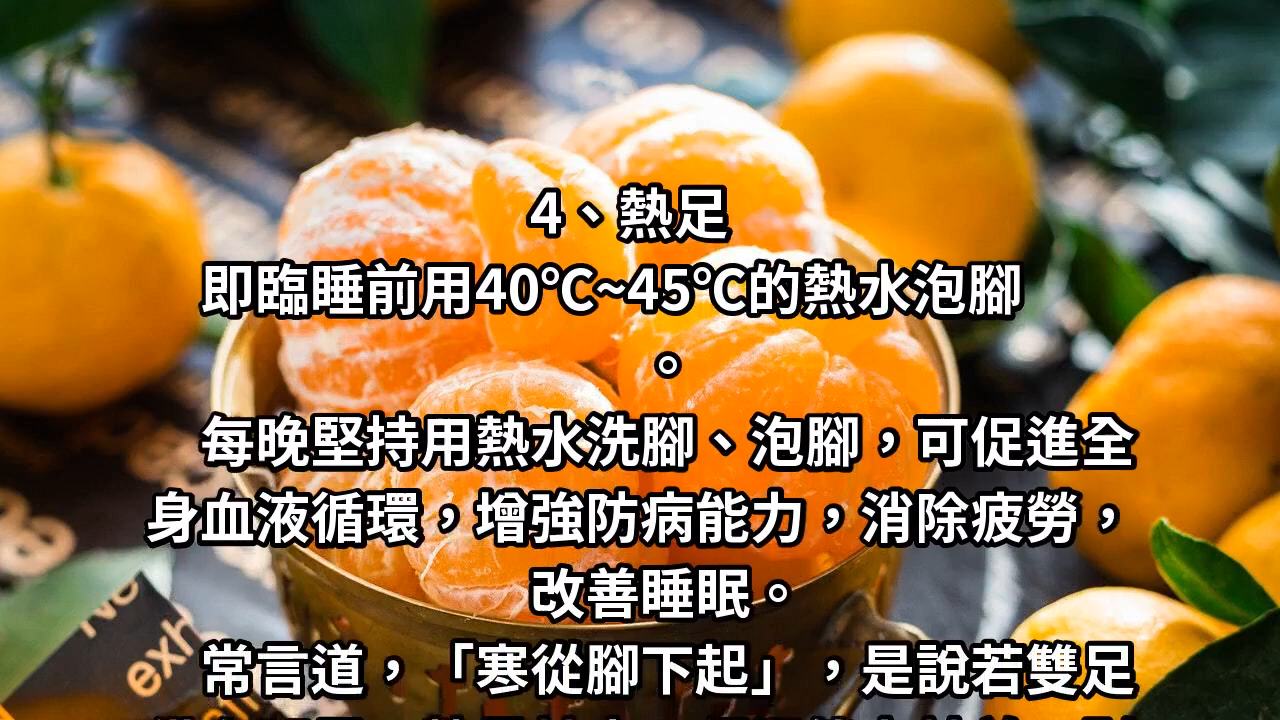 4、熱足
即臨睡前用40℃~45℃的熱水泡腳
。
每晚堅持用熱水洗腳、泡腳，可促進全
身血液循環，增強防病能力，消除疲勞，
改善睡眠。
常言道，「寒從腳下起」，是說若雙足
exh